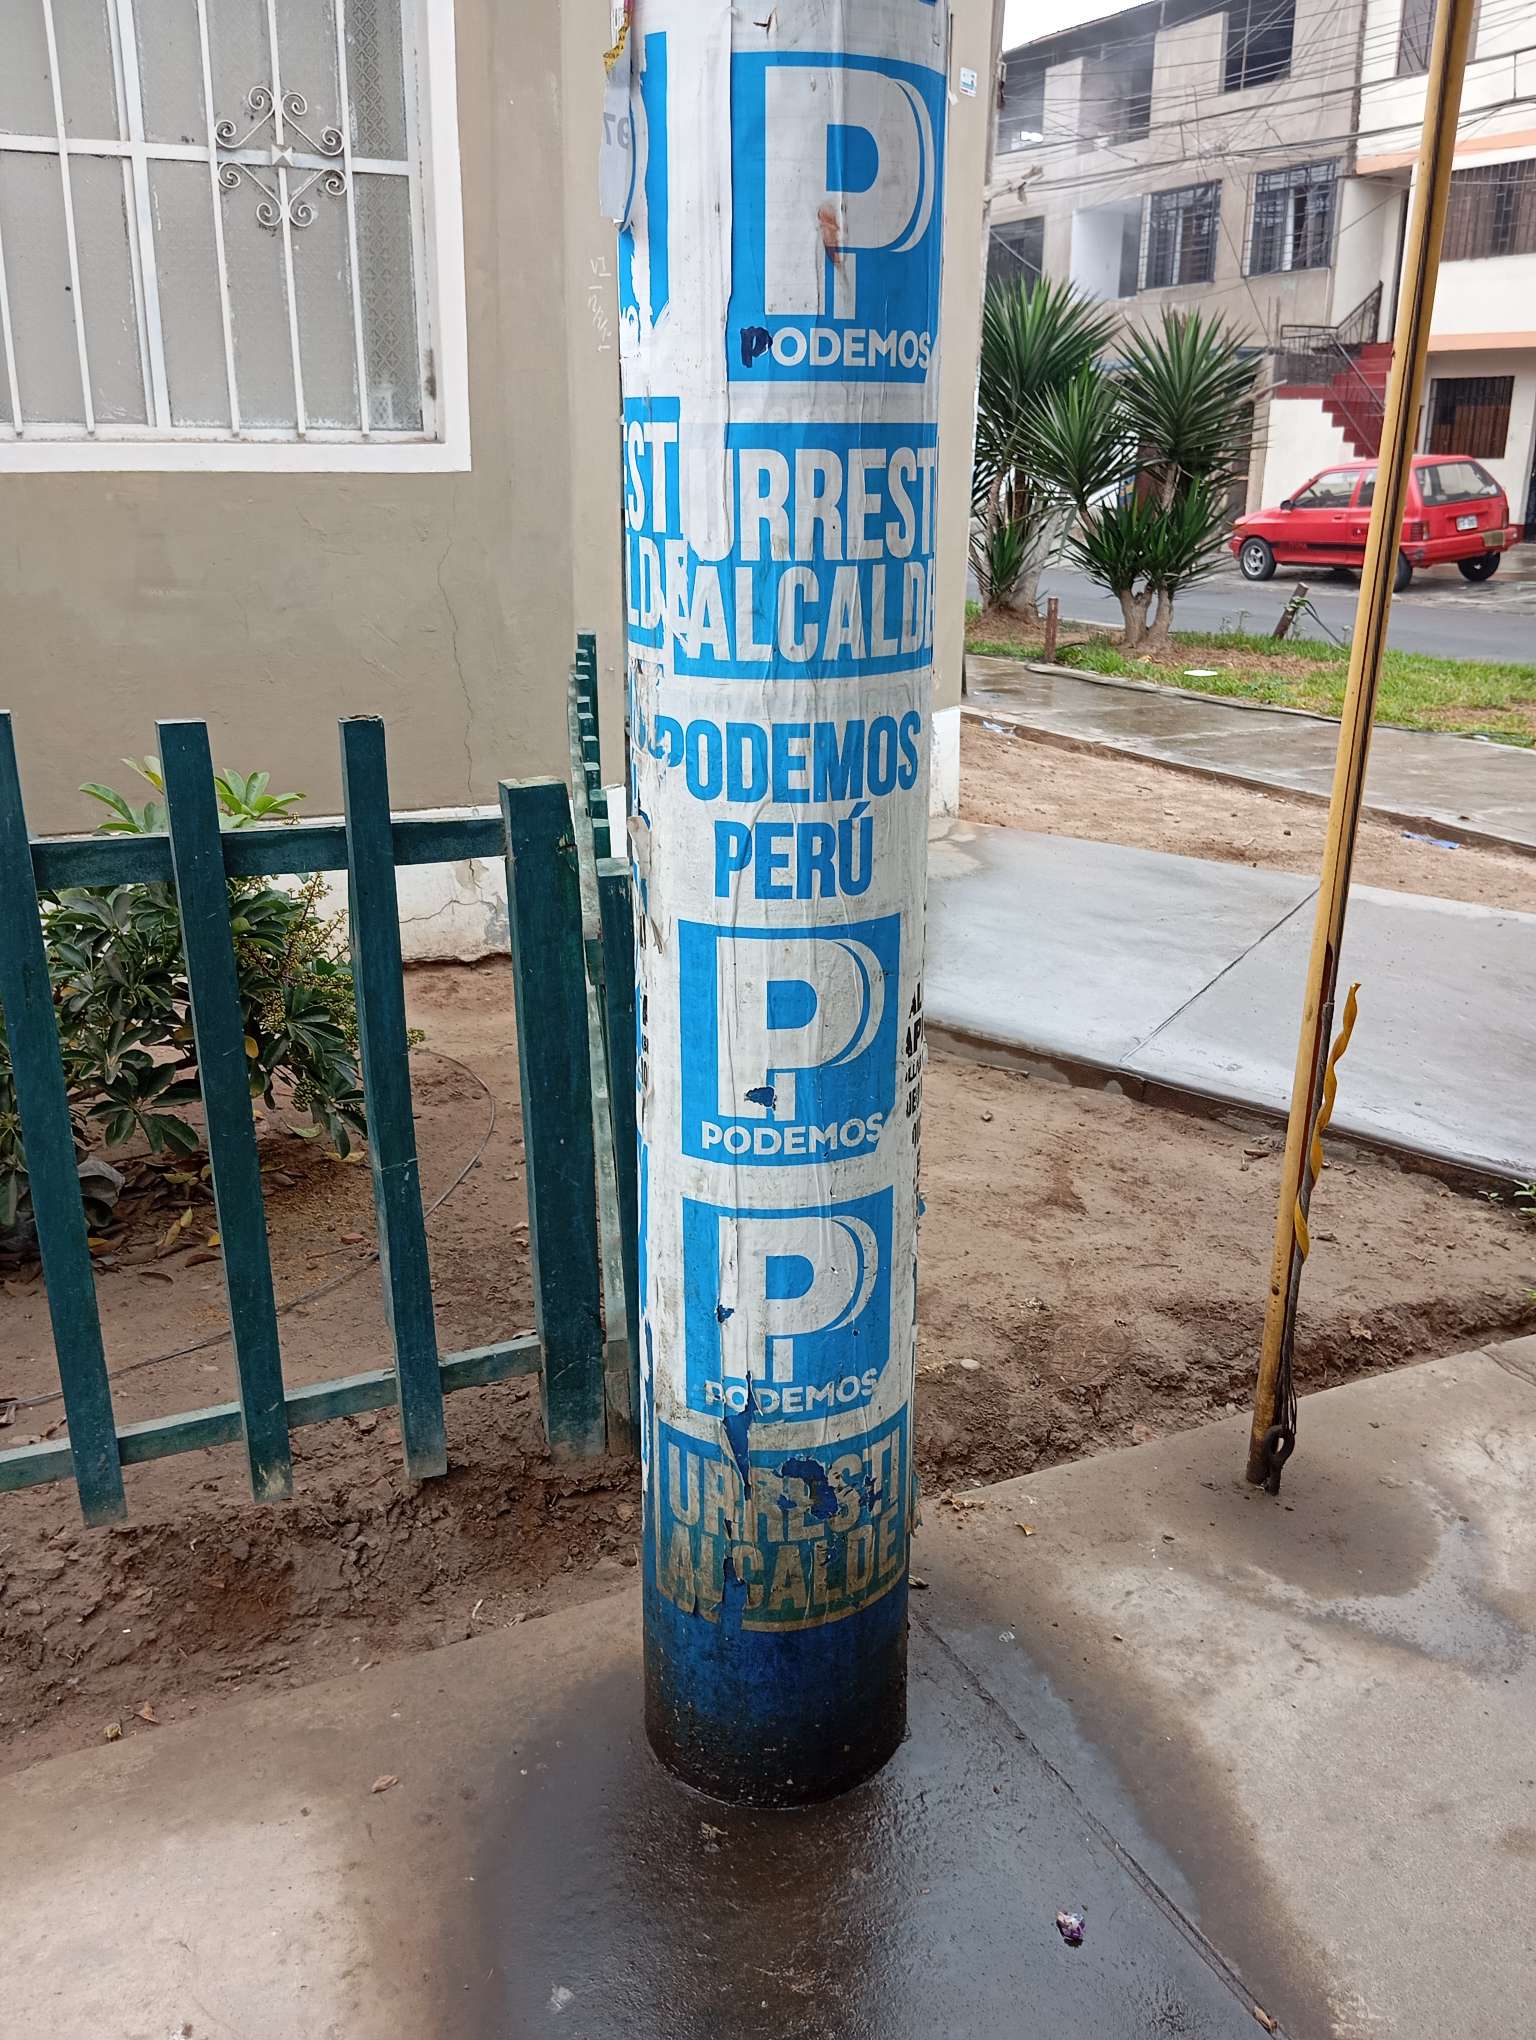 P
PODEMOS
URREST
ALCALDE
PODEMOS
PERÚ
P
PODEMOS
P
PODEMOS
URRESTI
ALCALDE